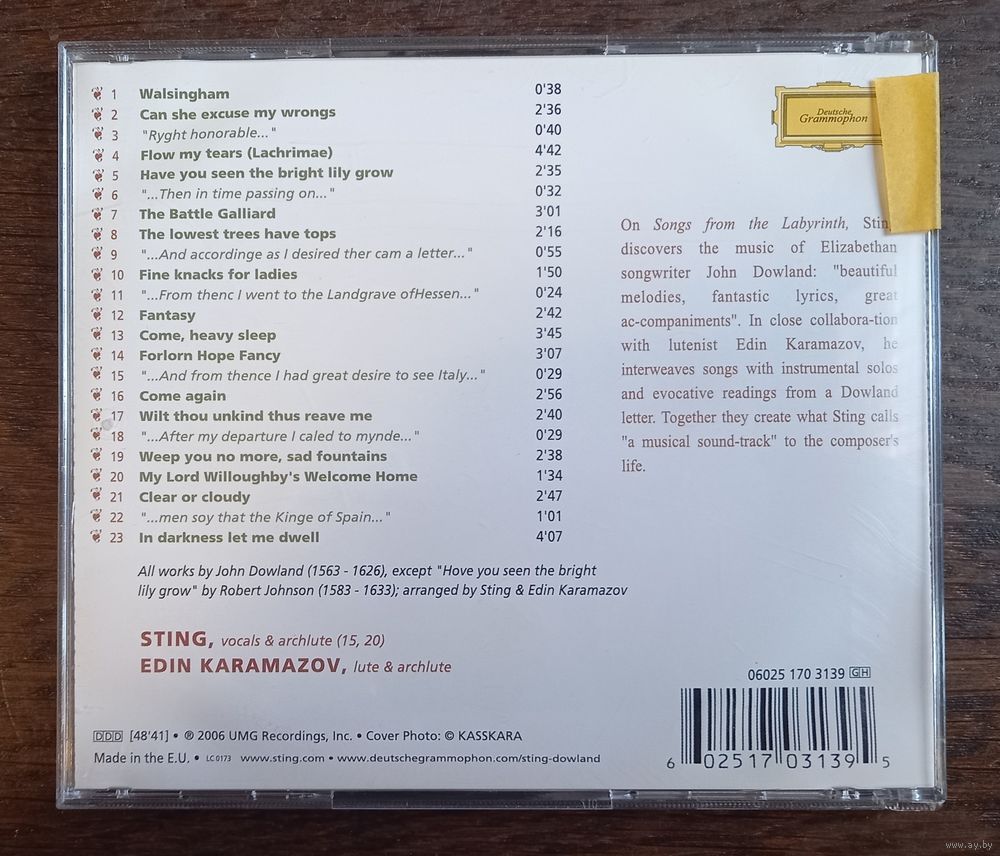 1 Walsingham 0'38
2 Can she excuse my wrongs 2'36
3 "Ryght honorable..." 0'40
4 Flow my tears (Lachrimae) 4'42
5 Have you seen the bright lily grow 2'35
6 "...Then in time passing on..." 0'32
7 The Battle Galliard 3'01
8 The lowest trees have tops 2'16
9 "...And accordinge as I desired ther cam a letter..." 0'55
10 Fine knacks for ladies 1'50
11 "...From thenc I went to the Landgrave ofHessen..." 0'24
12 Fantasy 2'42
13 Come, heavy sleep 3'45
14 Forlorn Hope Fancy 3'07
15 "...And from thence I had great desire to see Italy..." 0'29
16 Come again 2'56
17 Wilt thou unkind thus reave me 2'40
18 "...After my departure I caled to mynde..." 0'29
19 Weep you no more, sad fountains 2'38
20 My Lord Willoughby's Welcome Home 1'34
21 Clear or cloudy 2'47
22 "...men soy that the Kinge of Spain..." 1'01
23 In darkness let me dwell 4'07
All works by John Dowland (1563 - 1626), except "Hove you seen the bright
lily grow" by Robert Johnson (1583 - 1633); arranged by Sting & Edin Karamazov
STING, vocals & archlute (15, 20)
EDIN KARAMAZOV, lute & archlute
DDD [48'41] • ℗ 2006 UMG Recordings, Inc. • Cover Photo: © KASSKARA
Made in the E.U. • LC 0173 www.sting.com • www.deutschegrammophon.com/sting-dowland
Deutsche
Grammophon
On Songs from the Labyrinth, Sting
discovers the music of Elizabethan
songwriter John Dowland: "beautiful
melodies, fantastic lyrics, great
ac-companiments". In close collabora-tion
with lutenist Edin Karamazov, he
interweaves songs with instrumental solos
and evocative readings from a Dowland
letter. Together they create what Sting calls
"a musical sound-track" to the composer's
life.
06025 170 3139 GH
6 02517 03139 5
www.ay.by